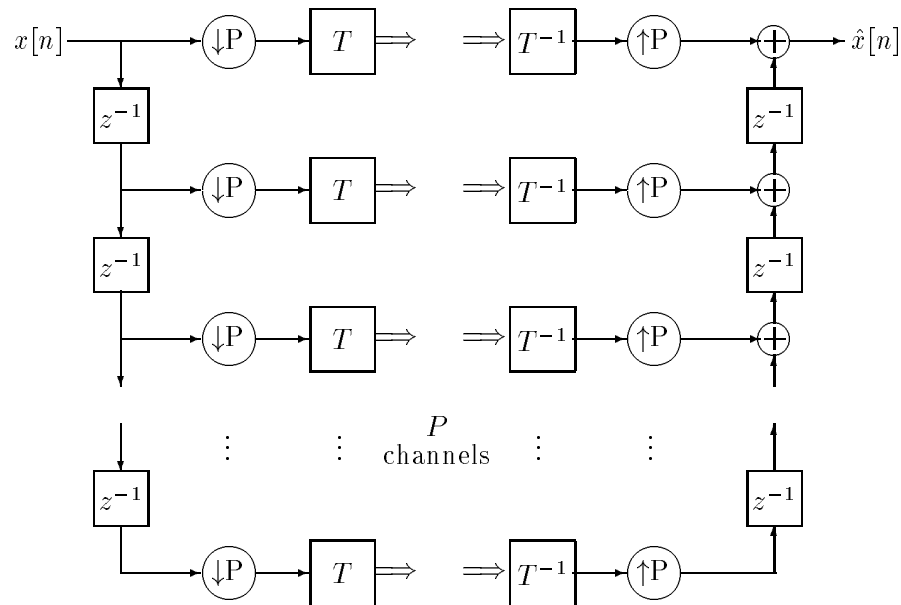 x[n] ↓P T ⇒ ⇒ T⁻¹ ↑P + x̂[n]
z⁻¹ z⁻¹
↓P T ⇒ ⇒ T⁻¹ ↑P +
z⁻¹ z⁻¹
↓P T ⇒ ⇒ T⁻¹ ↑P +
⋮ ⋮ P ⋮ ⋮
channels
z⁻¹ z⁻¹
↓P T ⇒ ⇒ T⁻¹ ↑P